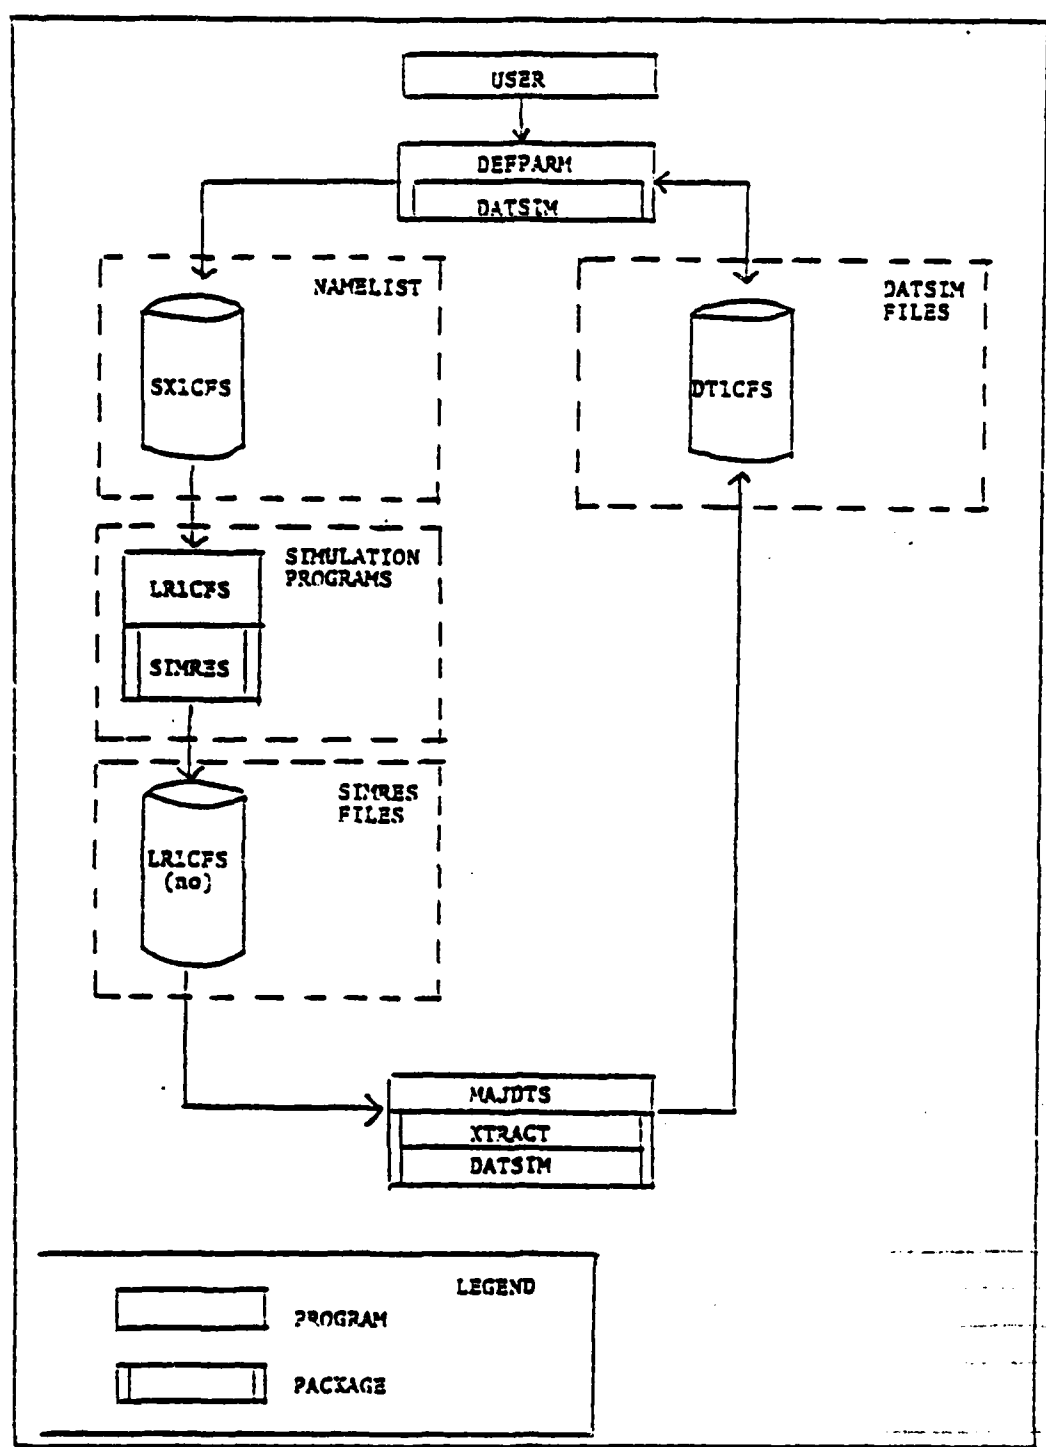 USER
DEFPARM
DATSIM
NAMELIST
SX1CFS
DATSIM
FILES
DT1CFS
SIMULATION
PROGRAMS
LR1CFS
SIMRES
SIMRES
FILES
LR1CFS
(no)
MAJDTS
XTRACT
DATSIM
LEGEND
PROGRAM
PACKAGE